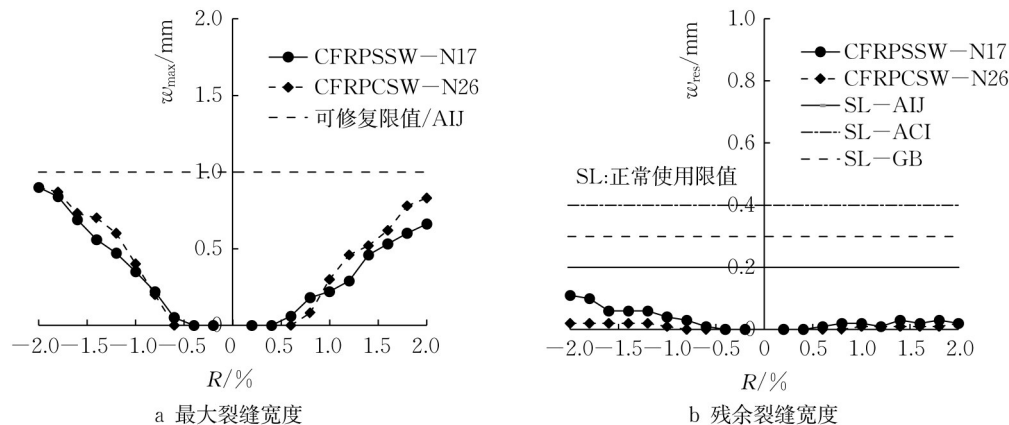 2.0
w_max/mm
CFRPSSW－N17
1.5
CFRPCSW－N26
可修复限值/AIJ
1.0
0.5
0
－2.0 －1.5 －1.0 －0.5 0 0.5 1.0 1.5 2.0
R/%
a 最大裂缝宽度
1.0
w_res/mm
CFRPSSW－N17
0.8
CFRPCSW－N26
SL－AIJ
SL－ACI
0.6
SL－GB
SL:正常使用限值
0.4
0.2
0
－2.0 －1.5 －1.0 －0.5 0 0.5 1.0 1.5 2.0
R/%
b 残余裂缝宽度